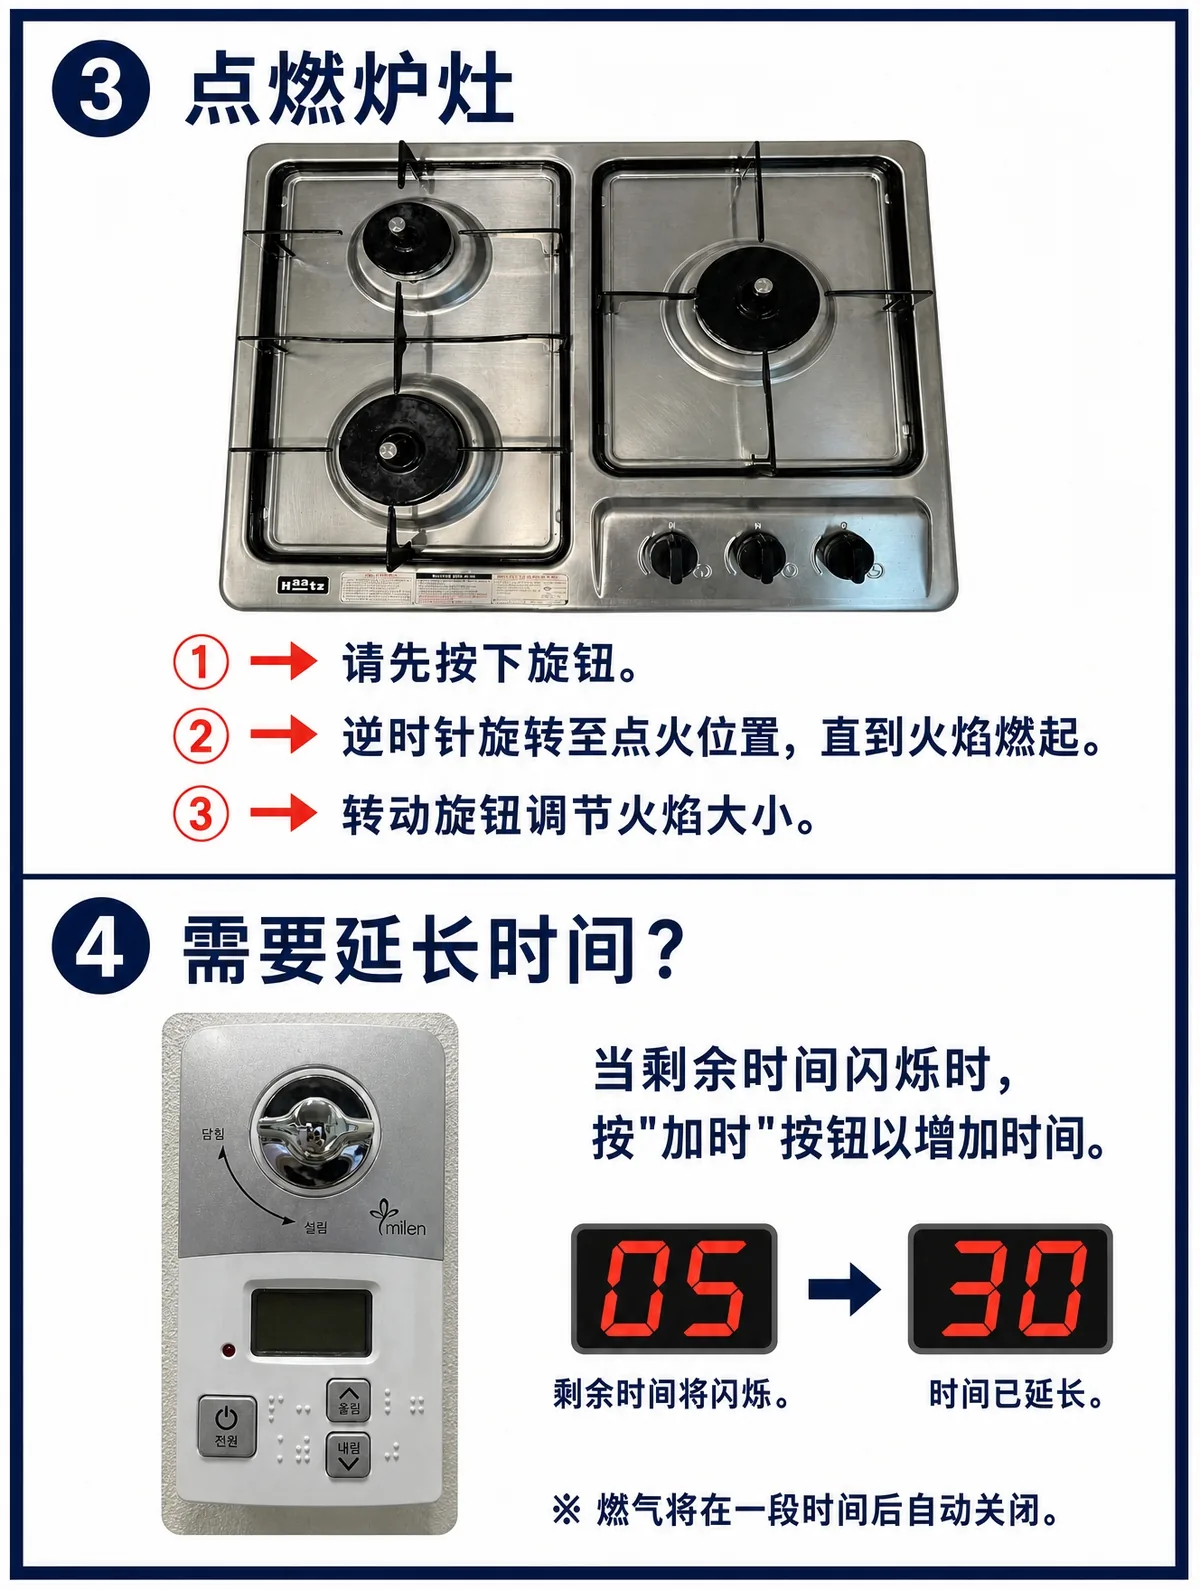 3 点燃炉灶
Haatz
① → 请先按下旋钮。
② → 逆时针旋转至点火位置，直到火焰燃起。
③ → 转动旋钮调节火焰大小。
4 需要延长时间？
当剩余时间闪烁时，
按"加时"按钮以增加时间。
담힘
설림
milen
05 → 30
剩余时间将闪烁。
时间已延长。
올림
전원
내림
※ 燃气将在一段时间后自动关闭。